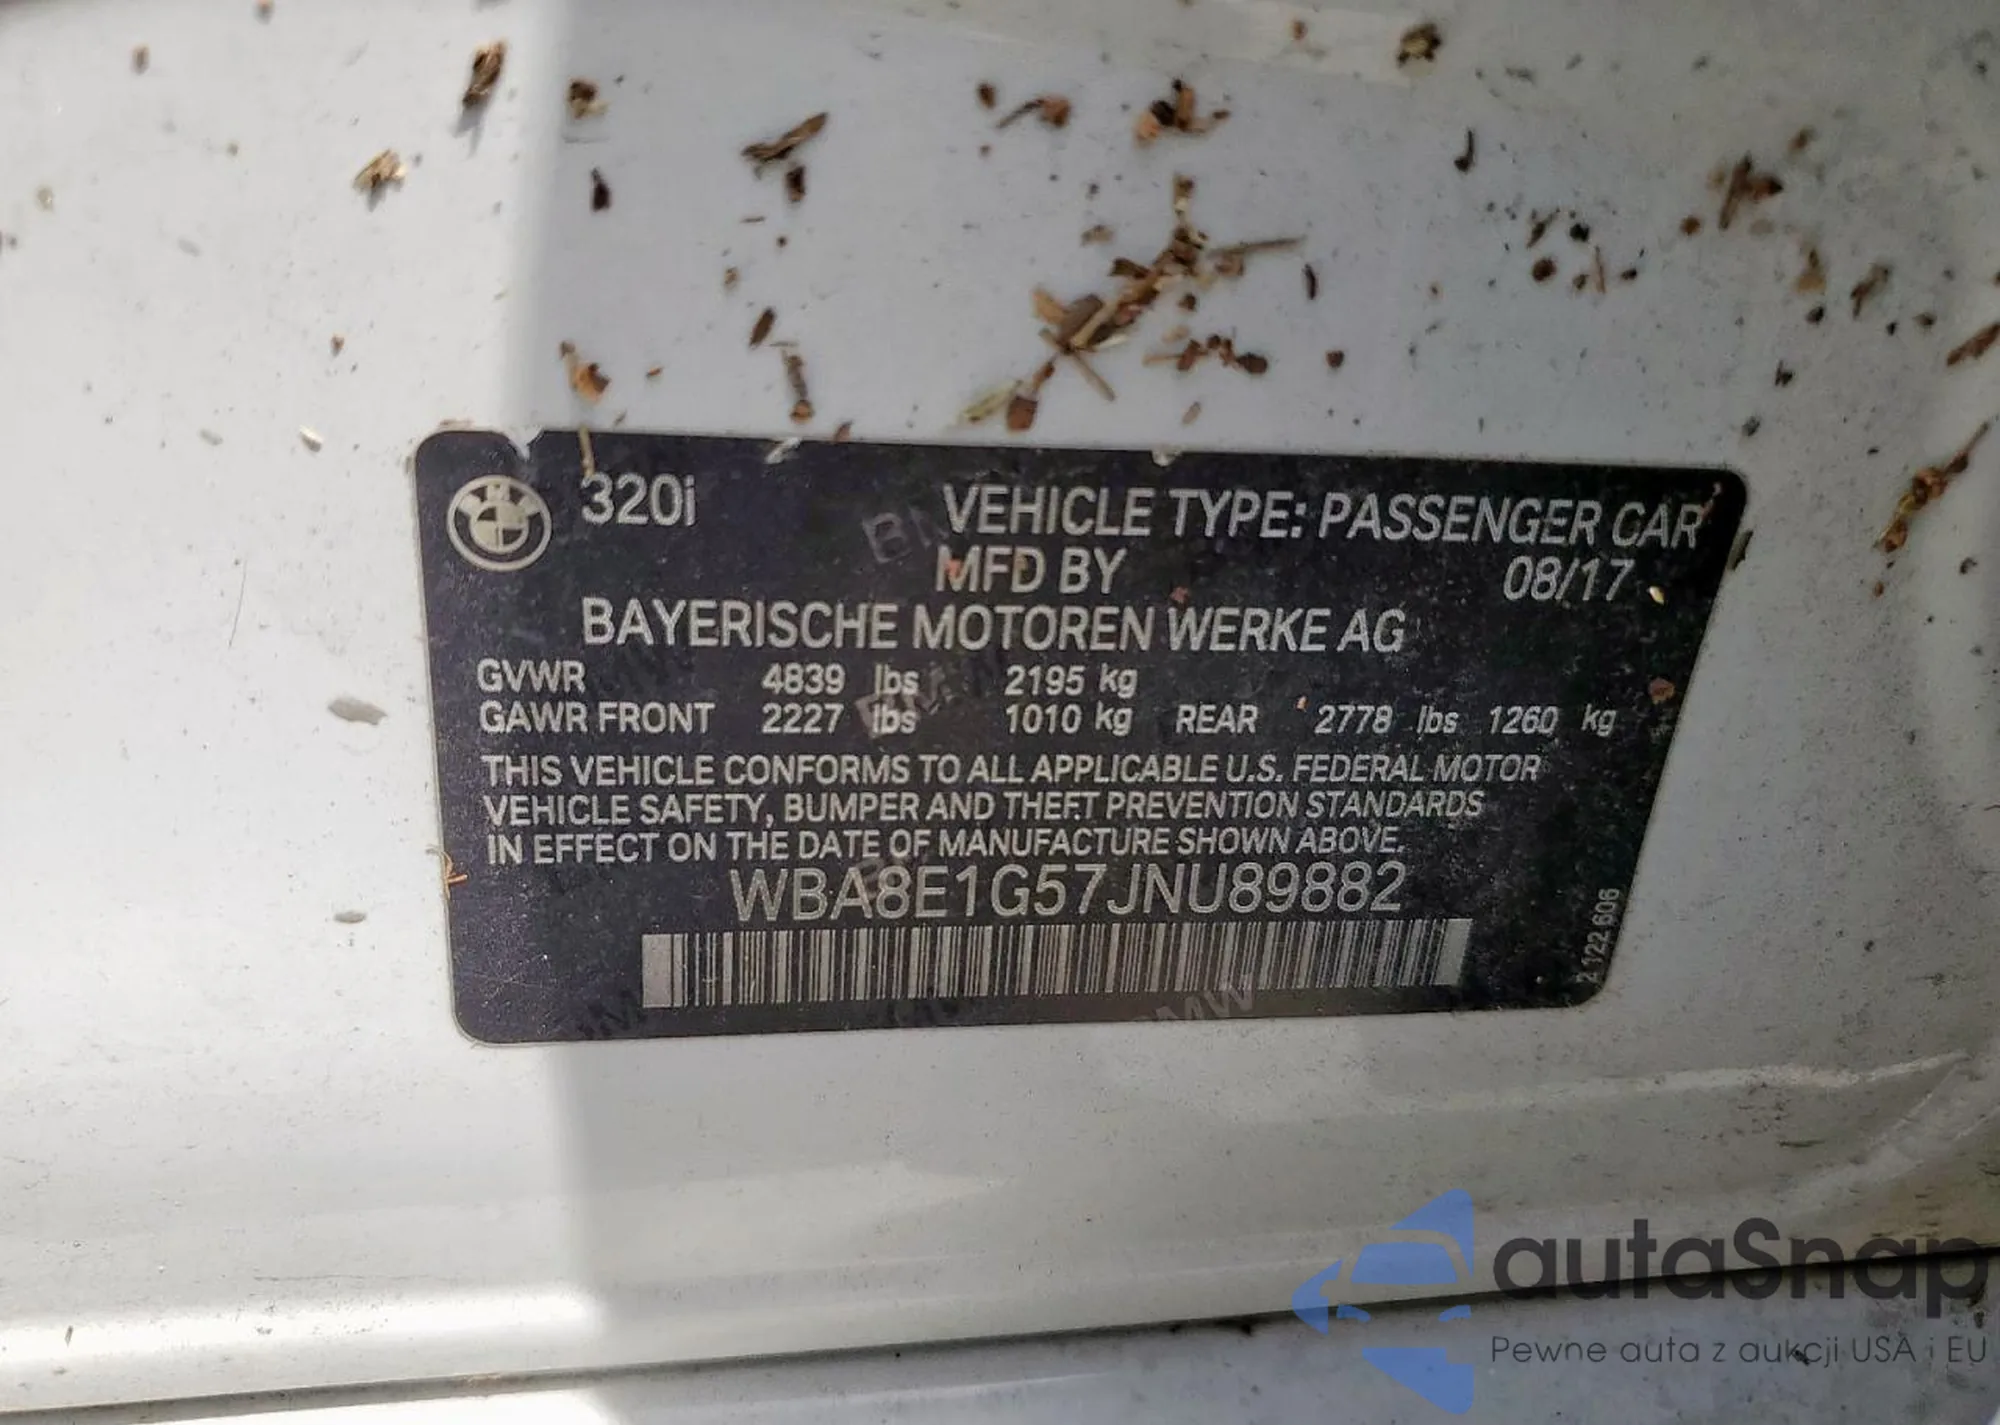 320i
VEHICLE TYPE: PASSENGER CAR
MFD BY 08/17
BAYERISCHE MOTOREN WERKE AG
GVWR 4839 lbs 2195 kg
GAWR FRONT 2227 lbs 1010 kg REAR 2778 lbs 1260 kg
THIS VEHICLE CONFORMS TO ALL APPLICABLE U.S. FEDERAL MOTOR
VEHICLE SAFETY, BUMPER AND THEFT PREVENTION STANDARDS
IN EFFECT ON THE DATE OF MANUFACTURE SHOWN ABOVE.
WBA8E1G57JNU89882
2 122 606
autaSnap
Pewne auta z aukcji USA i EU